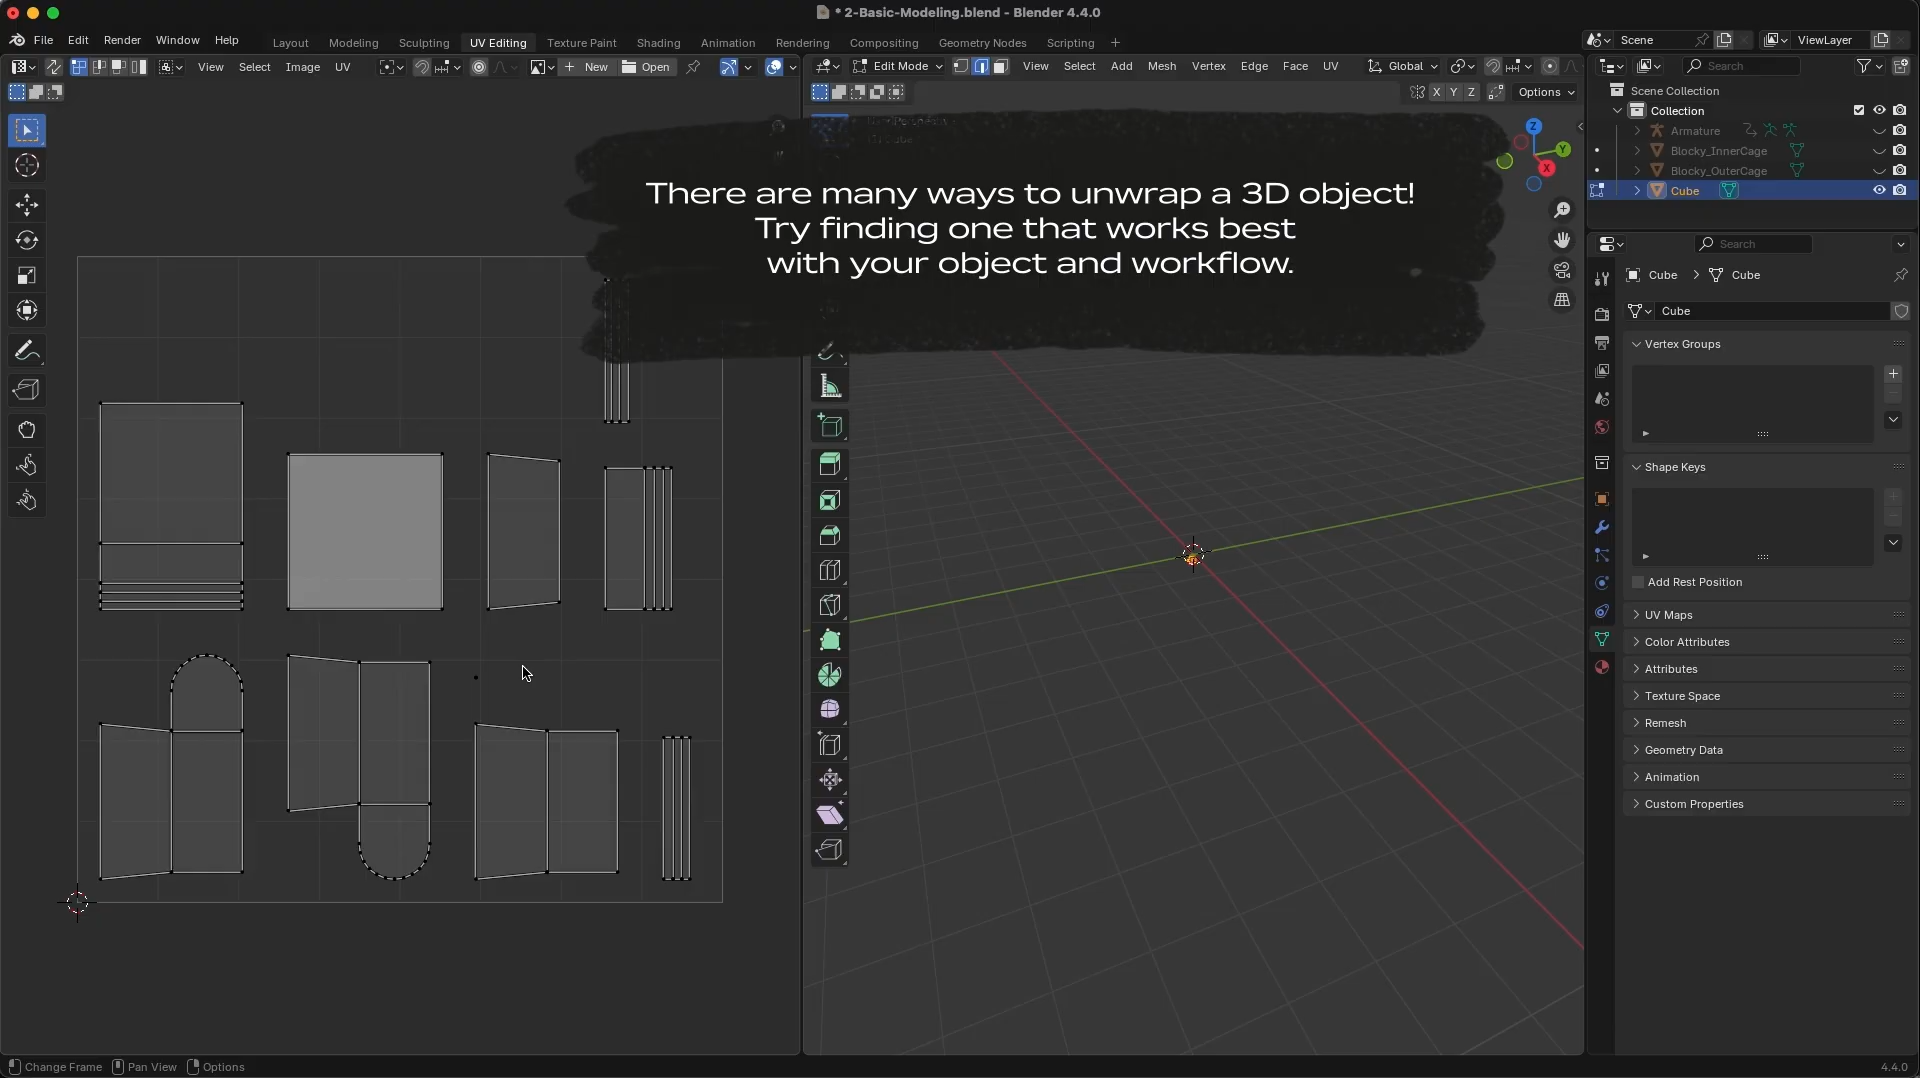 * 2-Basic-Modeling.blend - Blender 4.4.0
File Edit Render Window Help
Layout Modeling Sculpting UV Editing Texture Paint Shading Animation Rendering Compositing Geometry Nodes Scripting +
Scene
ViewLayer
View Select Image UV
New Open
Edit Mode
View Select Add Mesh Vertex Edge Face UV
Global
Search
X Y Z
Options
Scene Collection
Collection
Armature
Blocky_InnerCage
Blocky_OuterCage
Cube
Z
Y
X
There are many ways to unwrap a 3D object!
Try finding one that works best
with your object and workflow.
Search
Cube > Cube
Cube
Vertex Groups
Shape Keys
Add Rest Position
UV Maps
Color Attributes
Attributes
Texture Space
Remesh
Geometry Data
Animation
Custom Properties
Change Frame Pan View Options
4.4.0